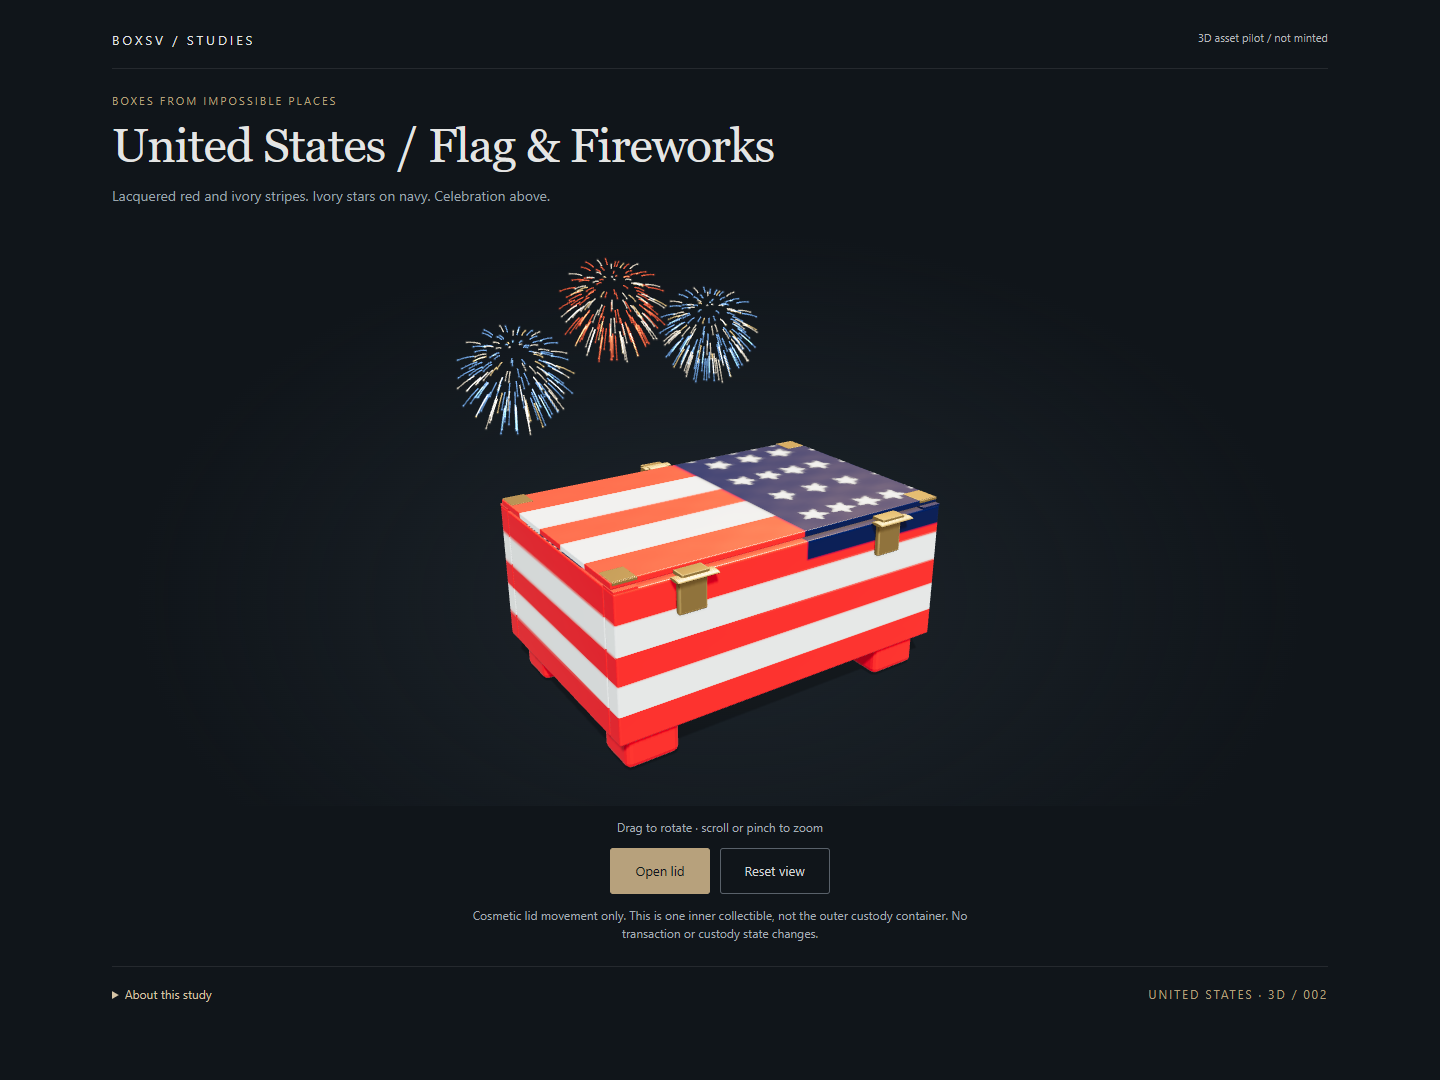 BOXSV / STUDIES
3D asset pilot / not minted
BOXES FROM IMPOSSIBLE PLACES
United States / Flag & Fireworks
Lacquered red and ivory stripes. Ivory stars on navy. Celebration above.
Drag to rotate · scroll or pinch to zoom
Open lid
Reset view
Cosmetic lid movement only. This is one inner collectible, not the outer custody container. No
transaction or custody state changes.
About this study
UNITED STATES · 3D / 002